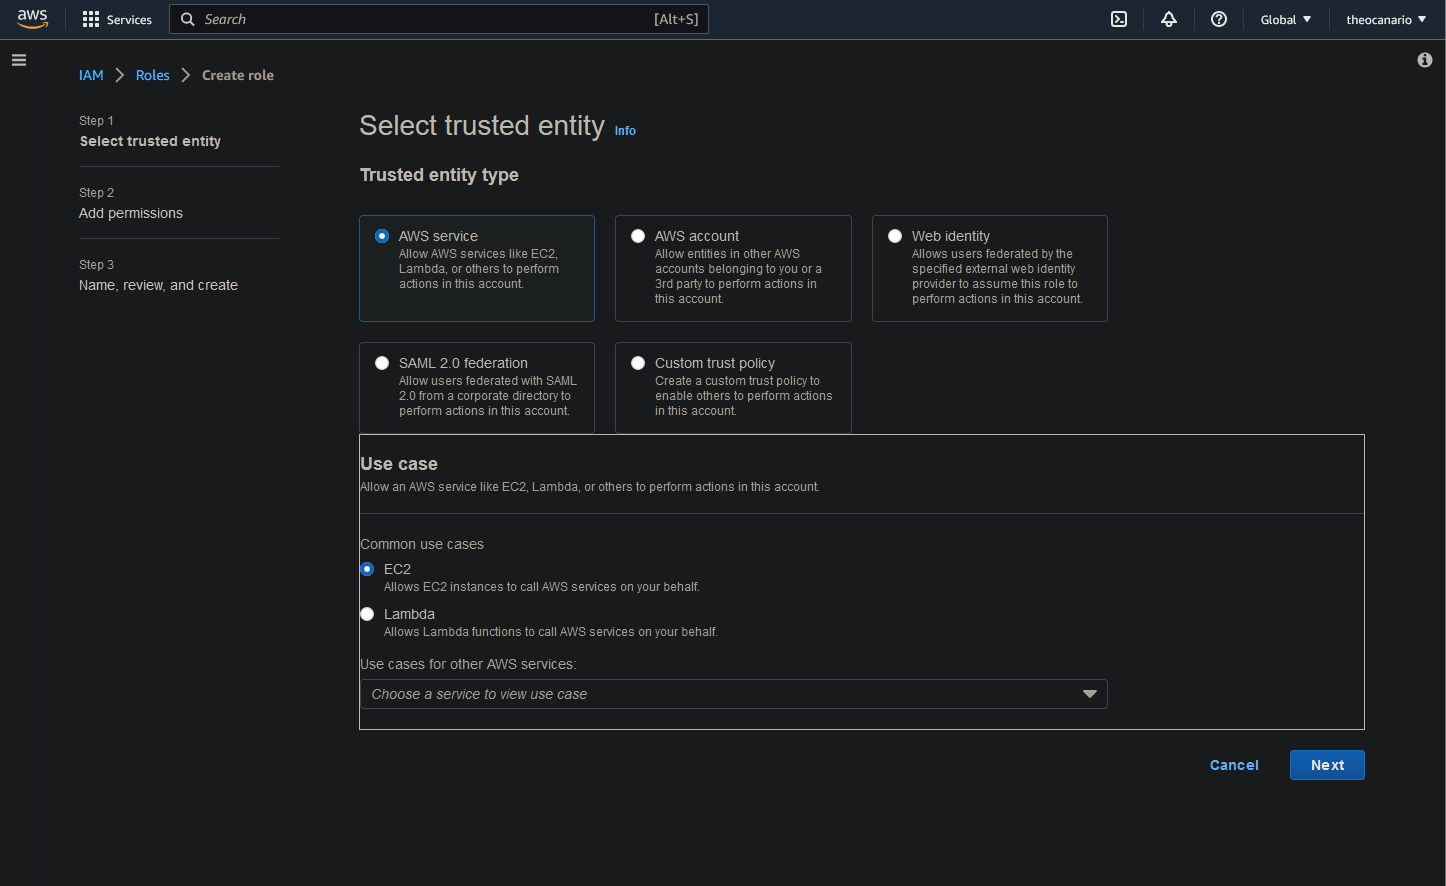 aws
Services
Search
[Alt+S]
Global
theocanario
IAM
Roles
Create role
Step 1
Select trusted entity
Step 2
Add permissions
Step 3
Name, review, and create
Select trusted entity Info
Trusted entity type
AWS service
Allow AWS services like EC2,
Lambda, or others to perform
actions in this account.
AWS account
Allow entities in other AWS
accounts belonging to you or a
3rd party to perform actions in
this account.
Web identity
Allows users federated by the
specified external web identity
provider to assume this role to
perform actions in this account.
SAML 2.0 federation
Allow users federated with SAML
2.0 from a corporate directory to
perform actions in this account.
Custom trust policy
Create a custom trust policy to
enable others to perform actions
in this account.
Use case
Allow an AWS service like EC2, Lambda, or others to perform actions in this account.
Common use cases
EC2
Allows EC2 instances to call AWS services on your behalf.
Lambda
Allows Lambda functions to call AWS services on your behalf.
Use cases for other AWS services:
Choose a service to view use case
Cancel
Next